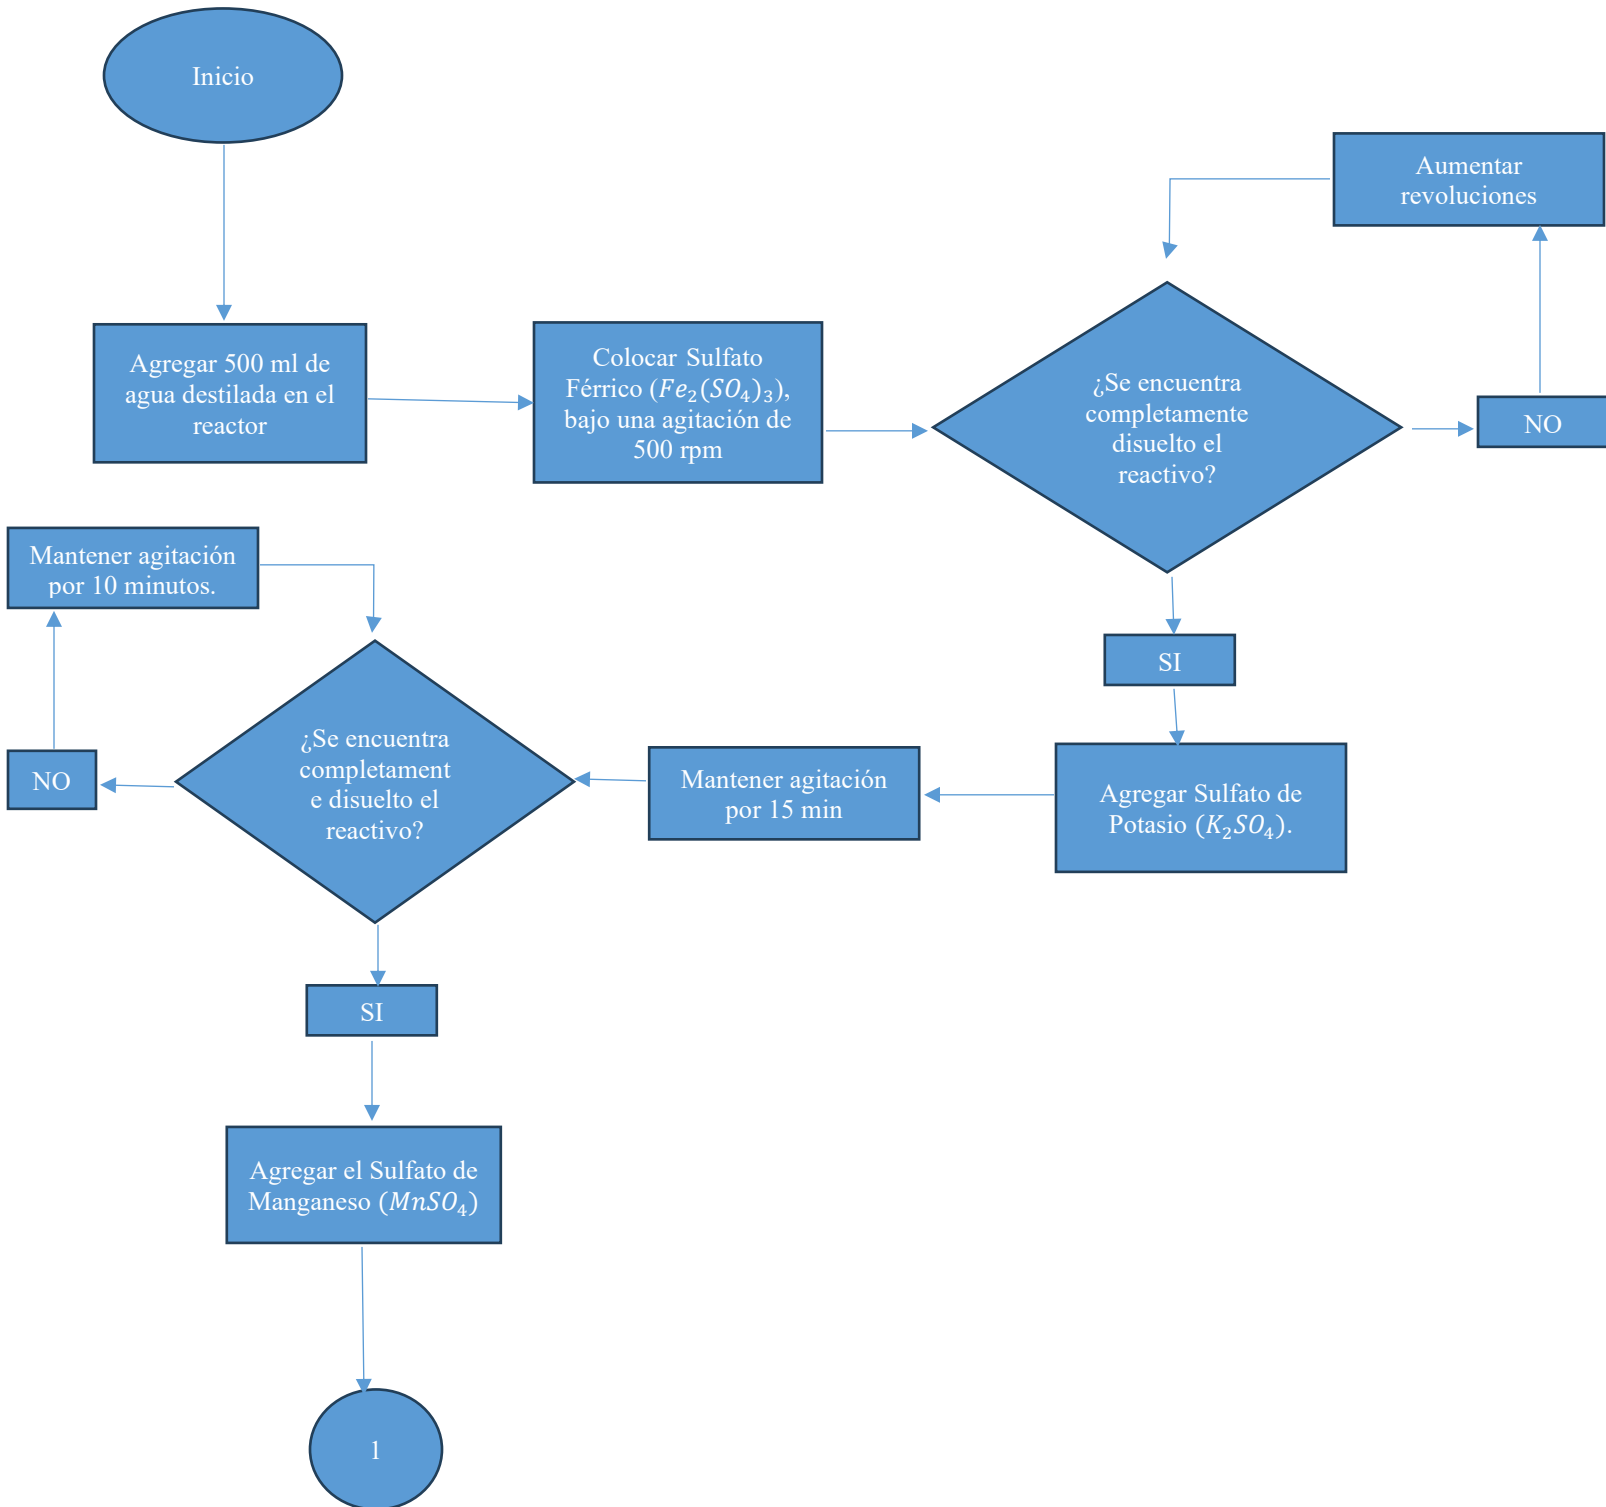 Inicio
Agregar 500 ml de
agua destilada en el
reactor
Colocar Sulfato
Férrico (Fe₂(SO₄)₃),
bajo una agitación de
500 rpm
¿Se encuentra
completamente
disuelto el
reactivo?
NO
Aumentar
revoluciones
SI
Agregar Sulfato de
Potasio (K₂SO₄).
Mantener agitación
por 15 min
¿Se encuentra
completament
e disuelto el
reactivo?
NO
Mantener agitación
por 10 minutos.
SI
Agregar el Sulfato de
Manganeso (MnSO₄)
1